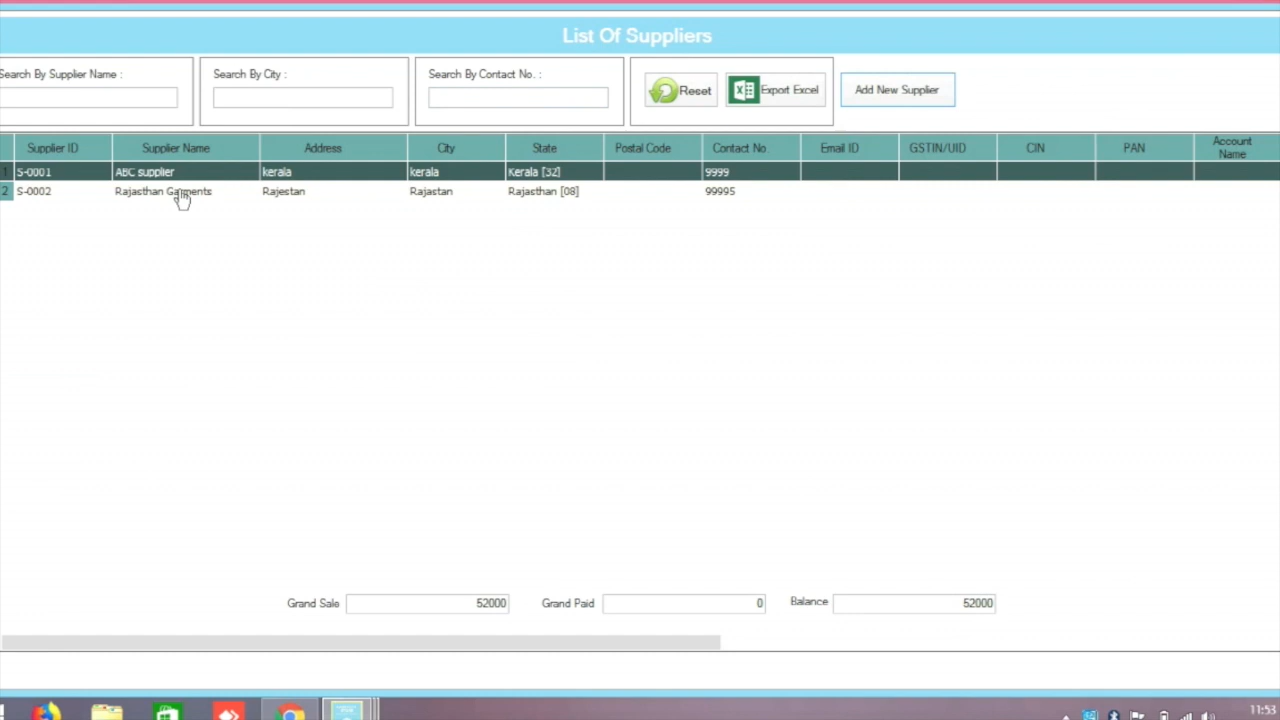 List Of Suppliers
Search By Supplier Name :
Search By City :
Search By Contact No. :
Reset
Export Excel
Add New Supplier
Supplier ID Supplier Name Address City State Postal Code Contact No Email ID GSTIN/UID CIN PAN Account Name
1 S-0001 ABC supplier kerala kerala Kerala [32] 9999
2 S-0002 Rajasthan Garments Rajestan Rajastan Rajasthan [08] 99995
Grand Sale 52000 Grand Paid 0 Balance 52000
11:53